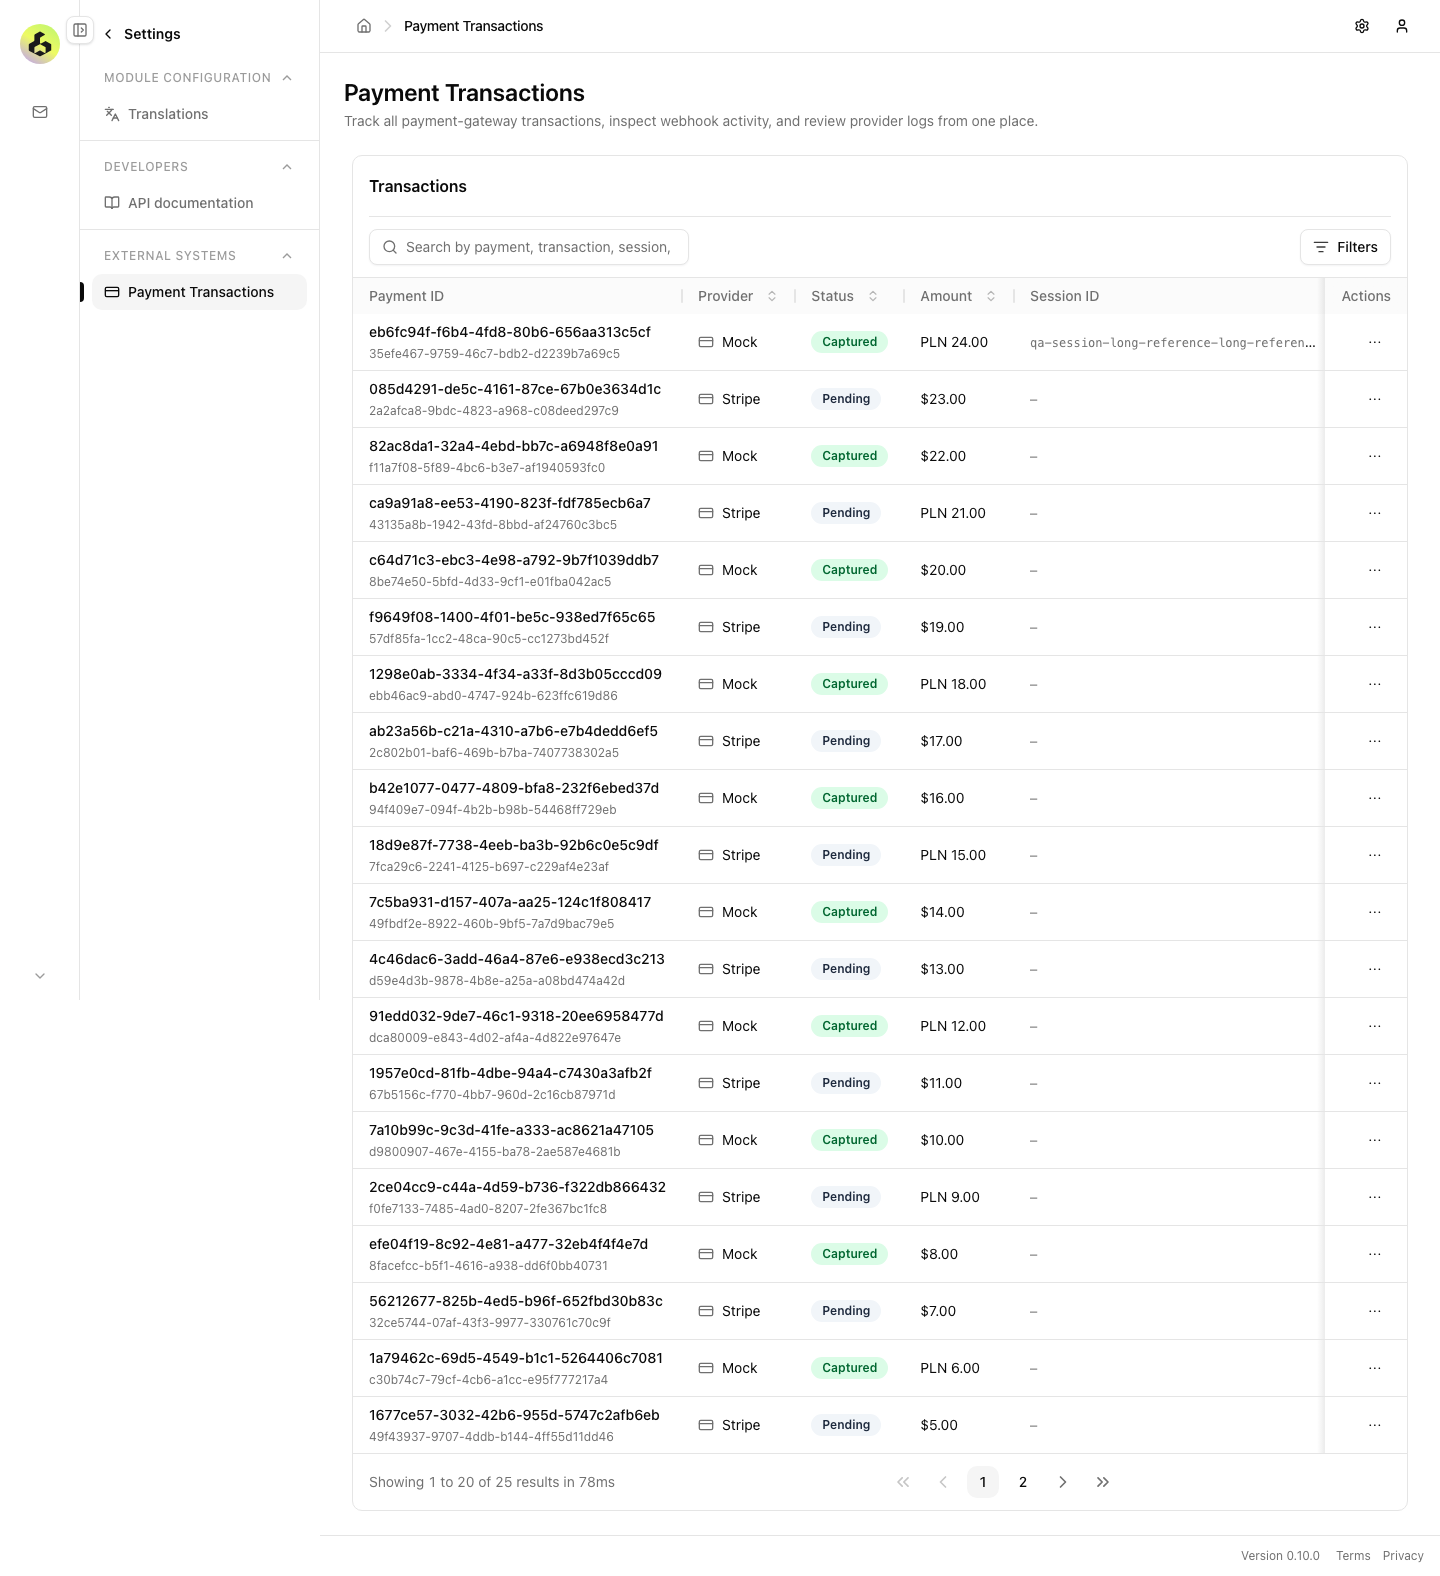 Settings
MODULE CONFIGURATION
Translations
DEVELOPERS
API documentation
EXTERNAL SYSTEMS
Payment Transactions
Payment Transactions
Payment Transactions
Track all payment-gateway transactions, inspect webhook activity, and review provider logs from one place.
Transactions
Search by payment, transaction, session,
Filters
Payment ID Provider Status Amount Session ID Actions
eb6fc94f-f6b4-4fd8-80b6-656aa313c5cf
35efe467-9759-46c7-bdb2-d2239b7a69c5
Mock Captured PLN 24.00 qa-session-long-reference-long-referen... ...
085d4291-de5c-4161-87ce-67b0e3634d1c
2a2afca8-9bdc-4823-a968-c08deed297c9
Stripe Pending $23.00 – ...
82ac8da1-32a4-4ebd-bb7c-a6948f8e0a91
f11a7f08-5f89-4bc6-b3e7-af1940593fc0
Mock Captured $22.00 – ...
ca9a91a8-ee53-4190-823f-fdf785ecb6a7
43135a8b-1942-43fd-8bbd-af24760c3bc5
Stripe Pending PLN 21.00 – ...
c64d71c3-ebc3-4e98-a792-9b7f1039ddb7
8be74e50-5bfd-4d33-9cf1-e01fba042ac5
Mock Captured $20.00 – ...
f9649f08-1400-4f01-be5c-938ed7f65c65
57df85fa-1cc2-48ca-90c5-cc1273bd452f
Stripe Pending $19.00 – ...
1298e0ab-3334-4f34-a33f-8d3b05cccd09
ebb46ac9-abd0-4747-924b-623ffc619d86
Mock Captured PLN 18.00 – ...
ab23a56b-c21a-4310-a7b6-e7b4dedd6ef5
2c802b01-baf6-469b-b7ba-7407738302a5
Stripe Pending $17.00 – ...
b42e1077-0477-4809-bfa8-232f6ebed37d
94f409e7-094f-4b2b-b98b-54468ff729eb
Mock Captured $16.00 – ...
18d9e87f-7738-4eeb-ba3b-92b6c0e5c9df
7fca29c6-2241-4125-b697-c229af4e23af
Stripe Pending PLN 15.00 – ...
7c5ba931-d157-407a-aa25-124c1f808417
49fbdf2e-8922-460b-9bf5-7a7d9bac79e5
Mock Captured $14.00 – ...
4c46dac6-3add-46a4-87e6-e938ecd3c213
d59e4d3b-9878-4b8e-a25a-a08bd474a42d
Stripe Pending $13.00 – ...
91edd032-9de7-46c1-9318-20ee6958477d
dca80009-e843-4d02-af4a-4d822e97647e
Mock Captured PLN 12.00 – ...
1957e0cd-81fb-4dbe-94a4-c7430a3afb2f
67b5156c-f770-4bb7-960d-2c16cb87971d
Stripe Pending $11.00 – ...
7a10b99c-9c3d-41fe-a333-ac8621a47105
d9800907-467e-4155-ba78-2ae587e4681b
Mock Captured $10.00 – ...
2ce04cc9-c44a-4d59-b736-f322db866432
f0fe7133-7485-4ad0-8207-2fe367bc1fc8
Stripe Pending PLN 9.00 – ...
efe04f19-8c92-4e81-a477-32eb4f4f4e7d
8facefcc-b5f1-4616-a938-dd6f0bb40731
Mock Captured $8.00 – ...
56212677-825b-4ed5-b96f-652fbd30b83c
32ce5744-07af-43f3-9977-330761c70c9f
Stripe Pending $7.00 – ...
1a79462c-69d5-4549-b1c1-5264406c7081
c30b74c7-79cf-4cb6-a1cc-e95f777217a4
Mock Captured PLN 6.00 – ...
1677ce57-3032-42b6-955d-5747c2afb6eb
49f43937-9707-4ddb-b144-4ff55d11dd46
Stripe Pending $5.00 – ...
Showing 1 to 20 of 25 results in 78ms
1 2
Version 0.10.0 Terms Privacy